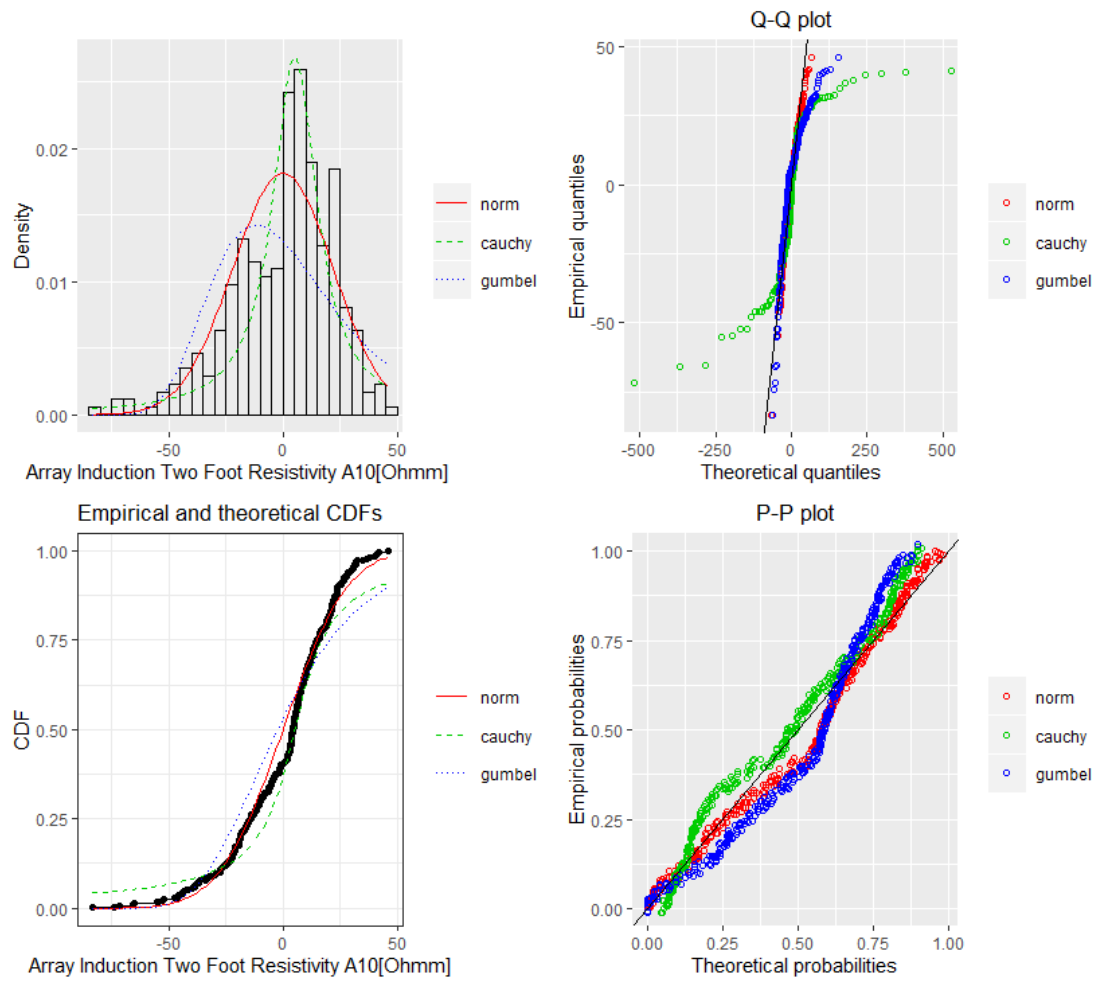 0.02
0.01
0.00
Density
-50
0
50
Array Induction Two Foot Resistivity A10[Ohmm]
norm
cauchy
gumbel
Q-Q plot
50
0
-50
Empirical quantiles
-500
-250
0
250
500
Theoretical quantiles
norm
cauchy
gumbel
Empirical and theoretical CDFs
1.00
0.75
0.50
0.25
0.00
CDF
-50
0
50
Array Induction Two Foot Resistivity A10[Ohmm]
norm
cauchy
gumbel
P-P plot
1.00
0.75
0.50
0.25
0.00
Empirical probabilities
0.00
0.25
0.50
0.75
1.00
Theoretical probabilities
norm
cauchy
gumbel